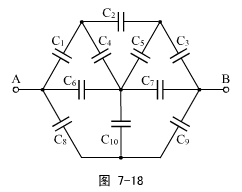 C₂
C₁ C₄ C₅ C₃
A C₆ C₇ B
C₈ C₁₀ C₉
图 7-18